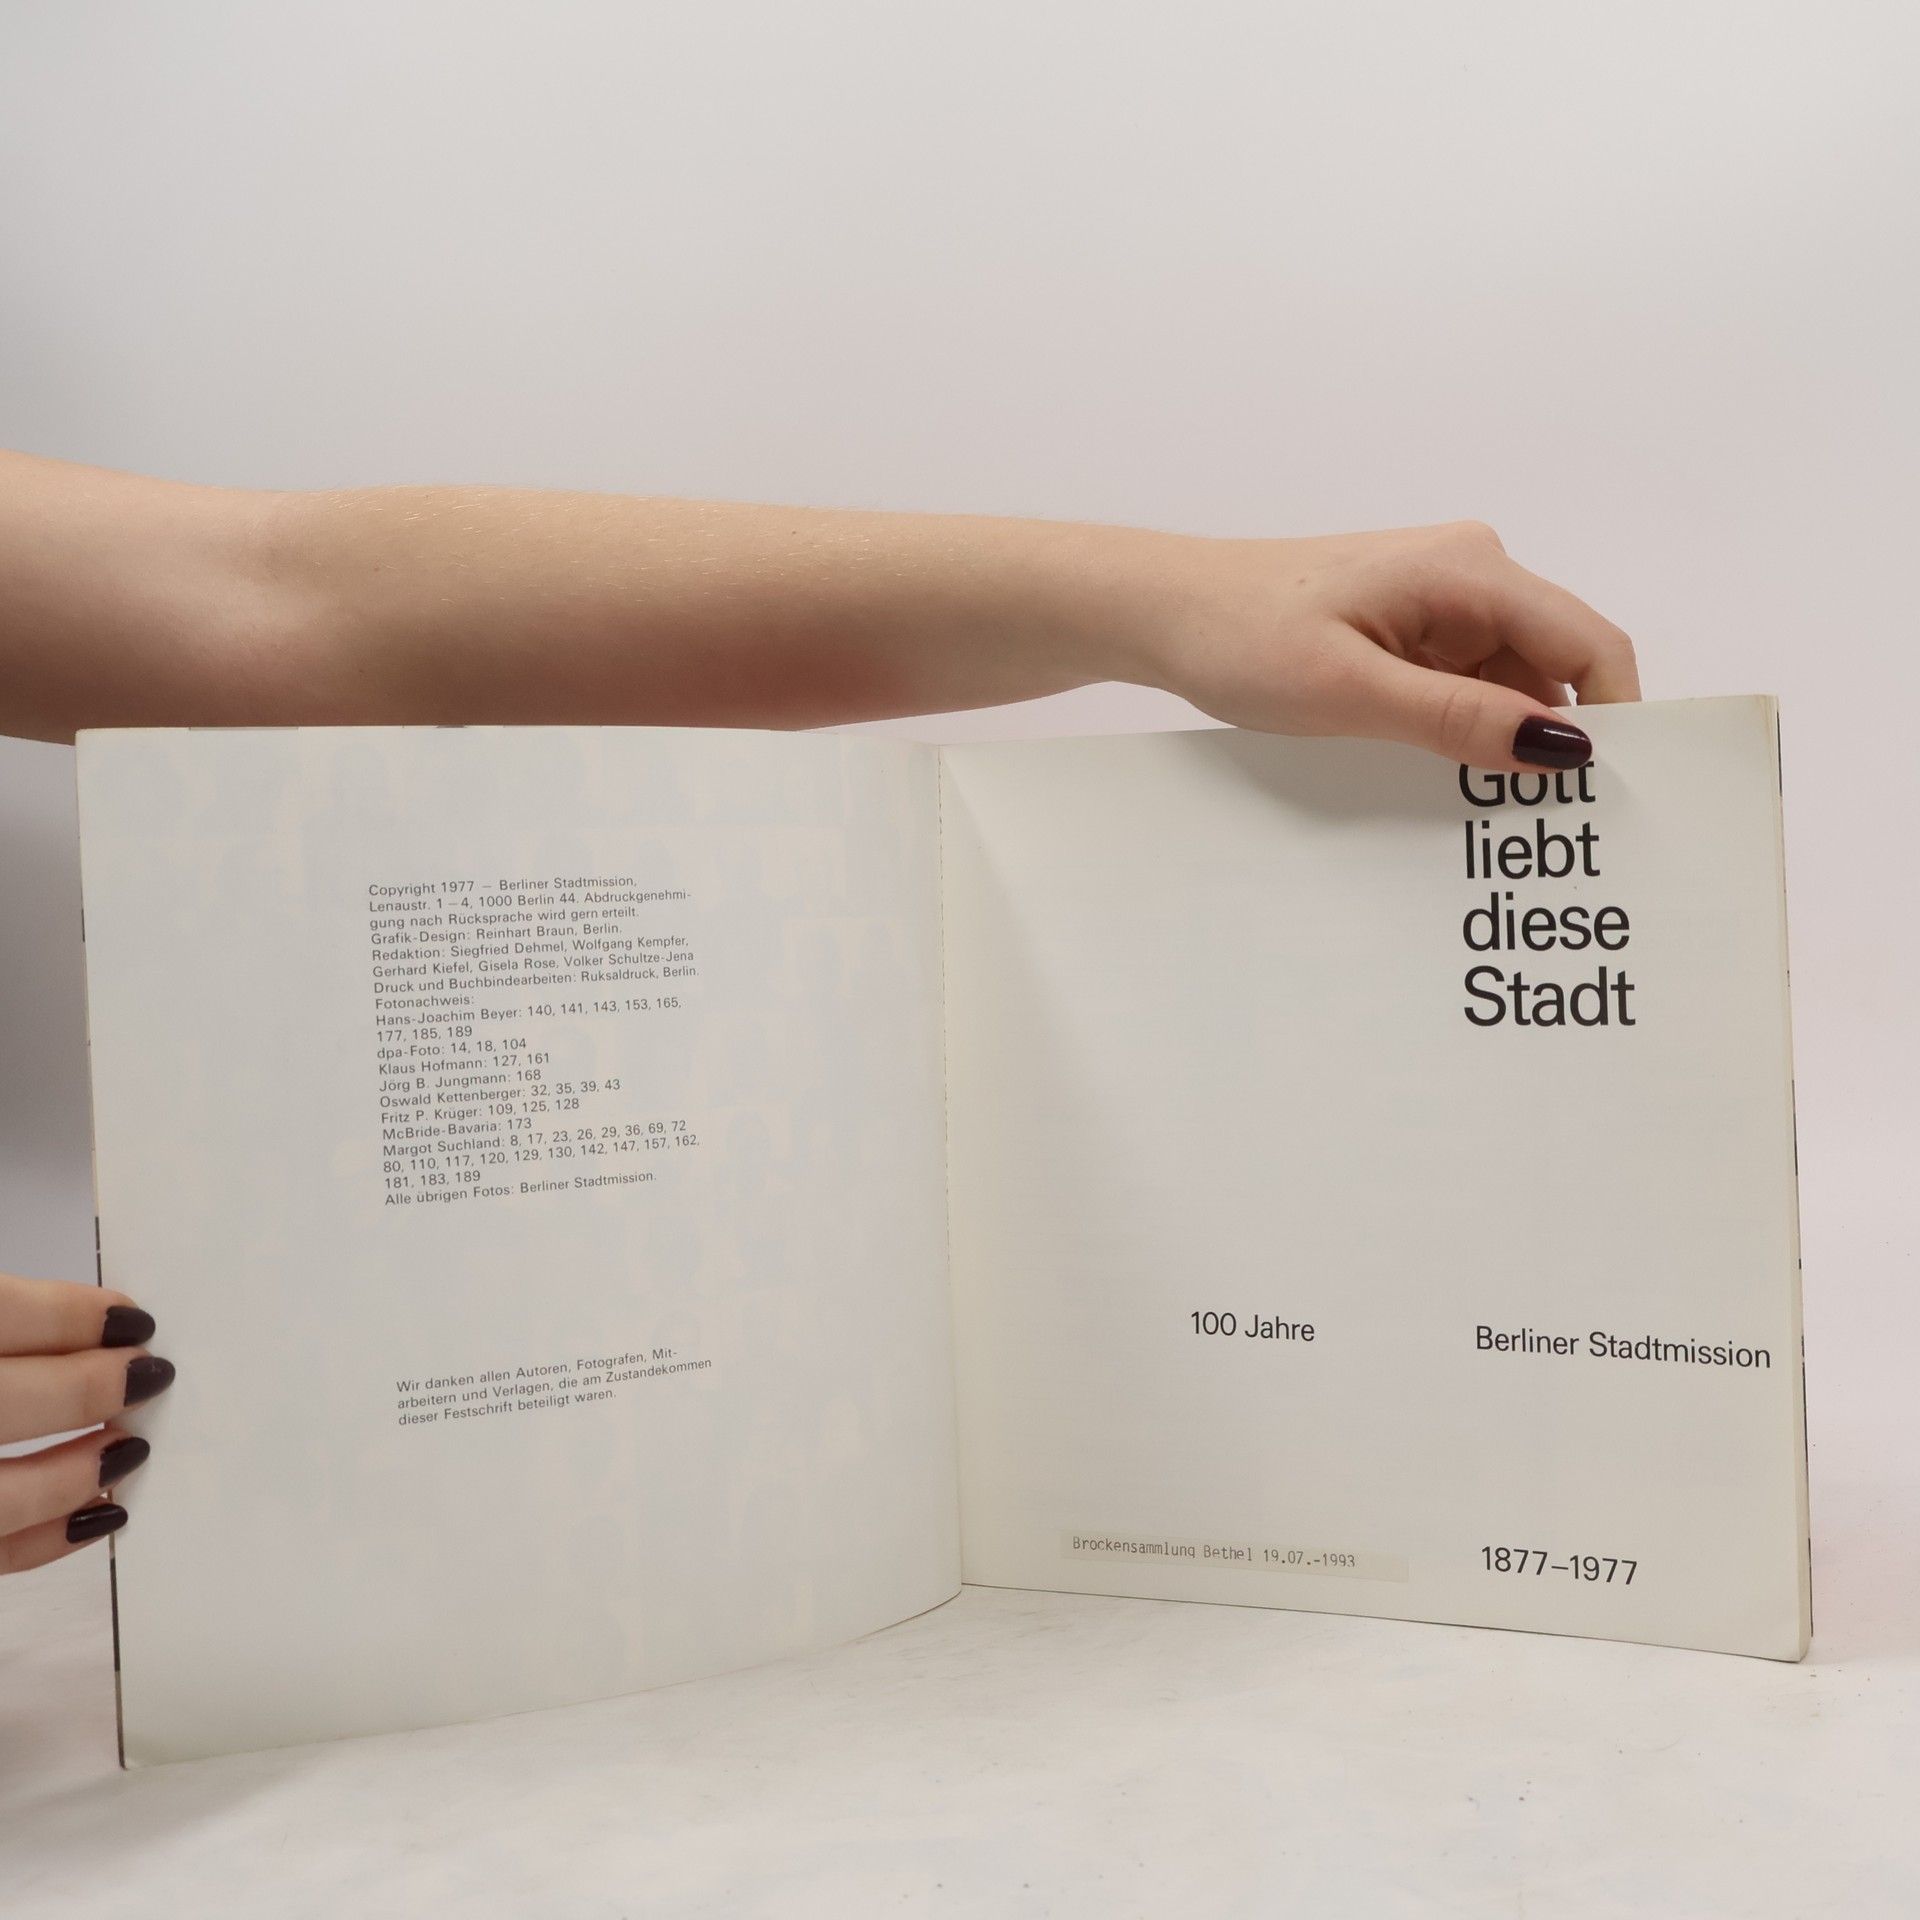 Copyright 1977 – Berliner Stadtmission,
Lenaustr. 1–4, 1000 Berlin 44. Abdruckgenehmi-
gung nach Rücksprache wird gern erteilt.
Grafik-Design: Reinhart Braun, Berlin.
Redaktion: Siegfried Dehmel, Wolfgang Kempfer,
Gerhard Kiefel, Gisela Rose, Volker Schultze-Jena
Druck und Buchbindearbeiten: Ruksaldruck, Berlin.
Fotonachweis:
Hans-Joachim Beyer: 140, 141, 143, 153, 165,
177, 185, 189
dpa-Foto: 14, 18, 104
Klaus Hofmann: 127, 161
Jörg B. Jungmann: 168
Oswald Kettenberger: 32, 35, 39, 43
Fritz P. Krüger: 109, 125, 128
McBride-Bavaria: 173
Margot Suchland: 8, 17, 23, 26, 29, 36, 69, 72
80, 110, 117, 120, 129, 130, 142, 147, 157, 162,
181, 183, 189
Alle übrigen Fotos: Berliner Stadtmission.
Wir danken allen Autoren, Fotografen, Mit-
arbeitern und Verlagen, die am Zustandekommen
dieser Festschrift beteiligt waren.
Gott
liebt
diese
Stadt
100 Jahre Berliner Stadtmission
Brockensammlung Bethel 19.07.-1993
1877–1977